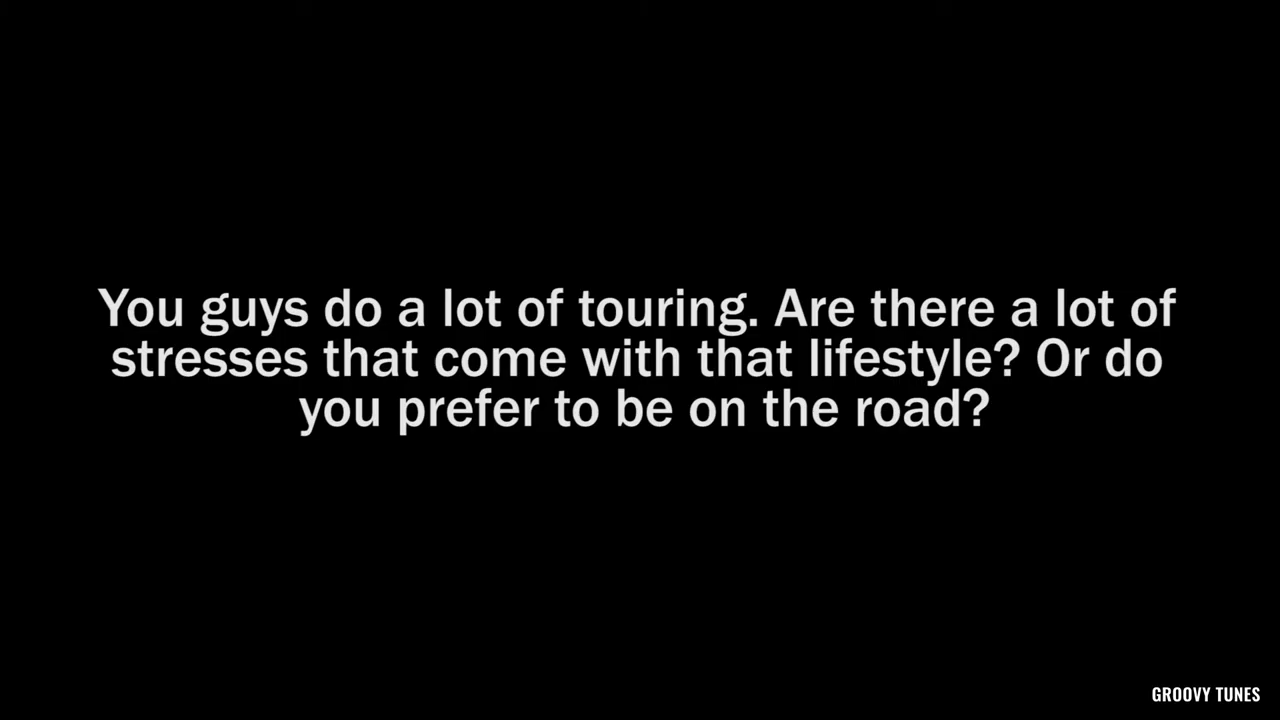 You guys do a lot of touring. Are there a lot of
stresses that come with that lifestyle? Or do
you prefer to be on the road?
GROOVY TUNES